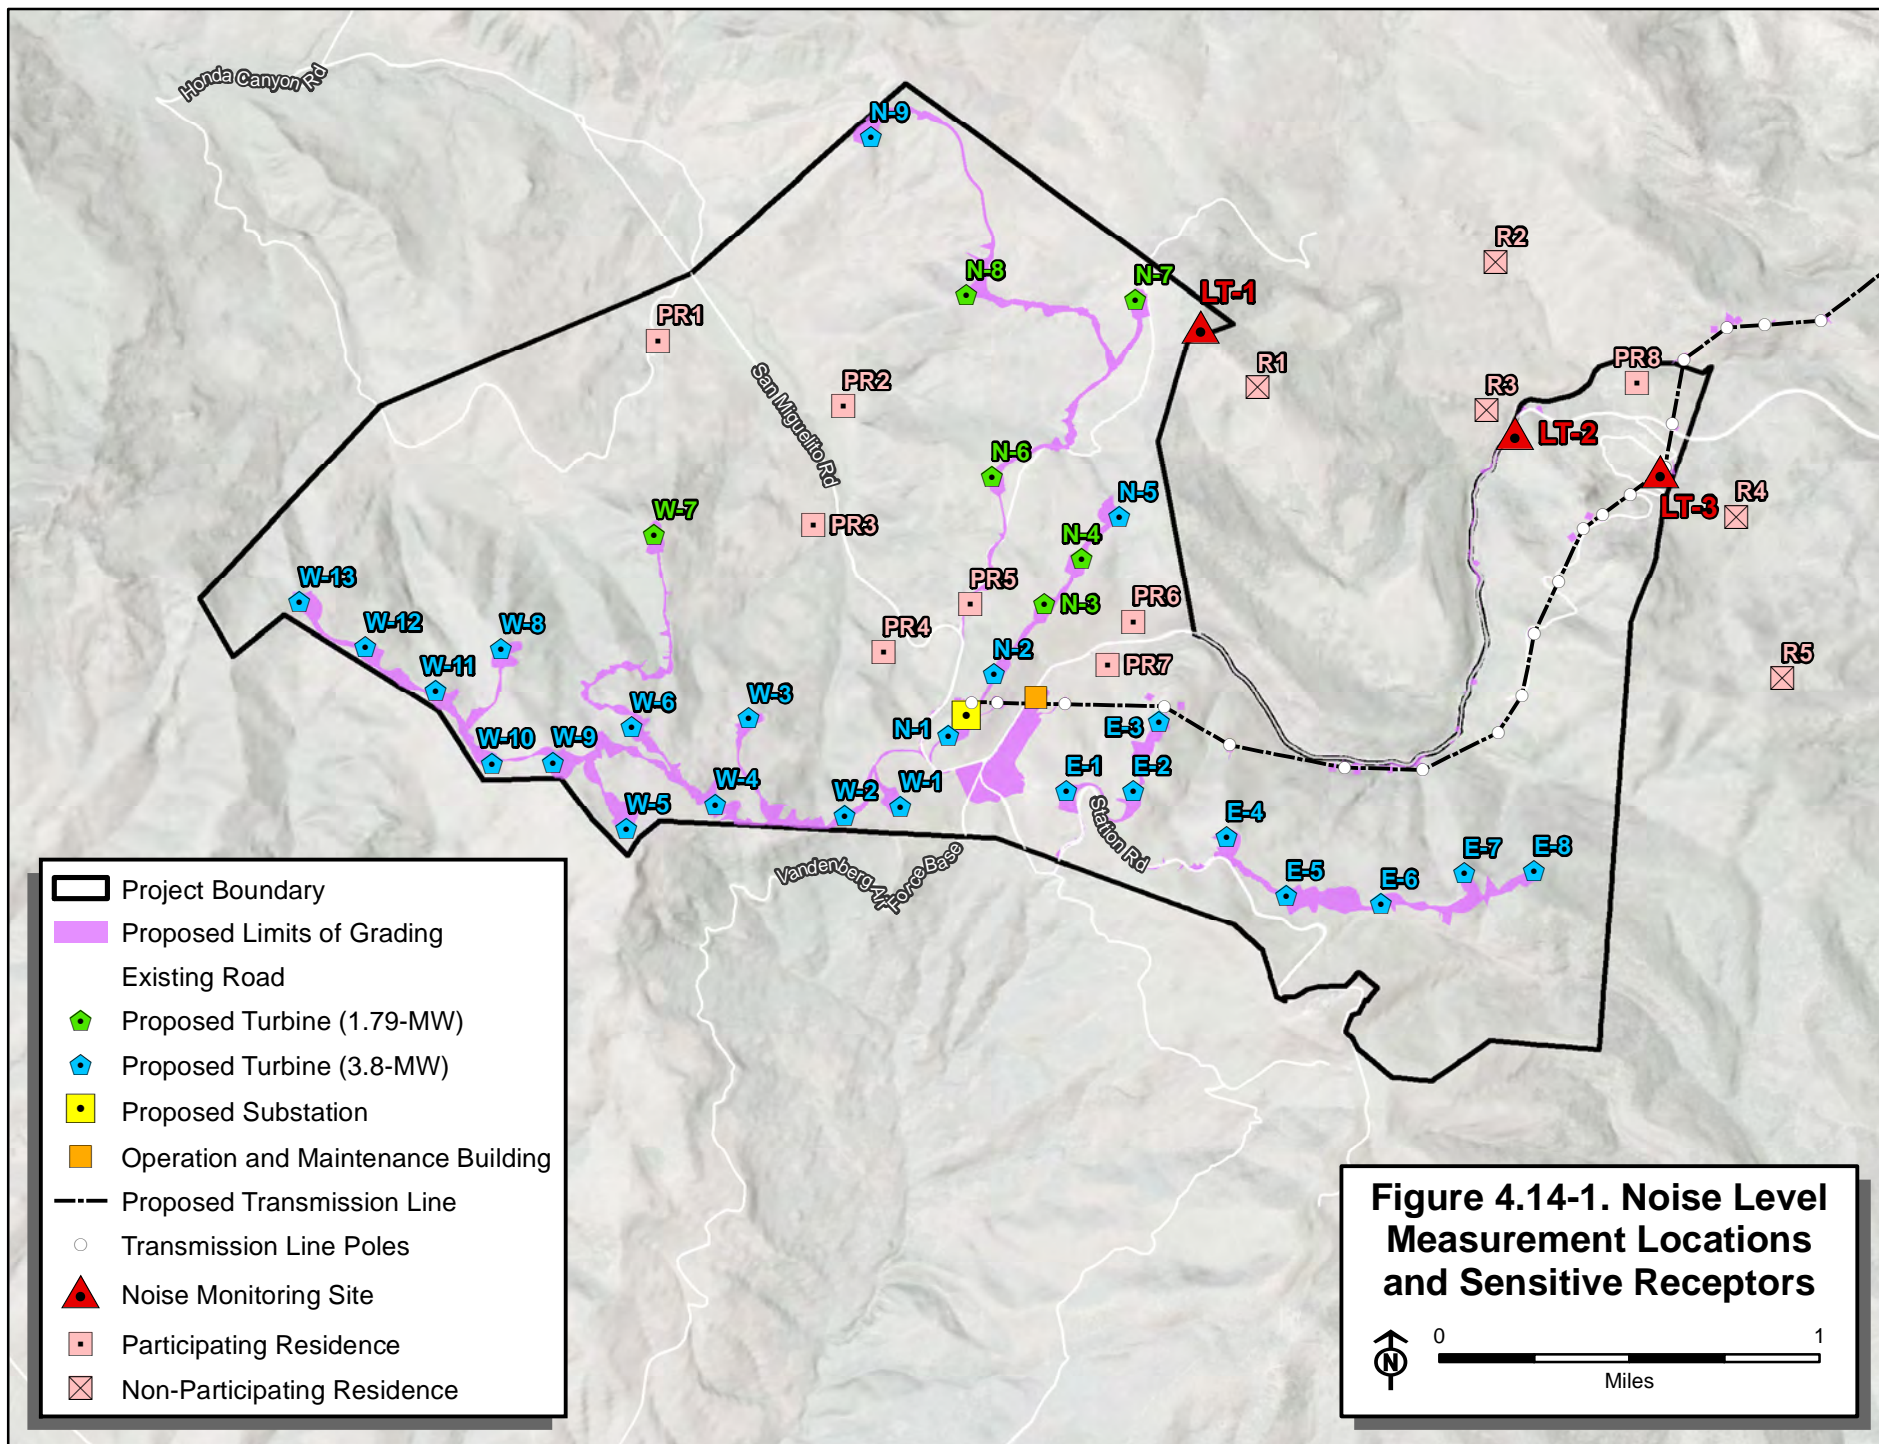 Honda Canyon Rd
N-9
R2
N-8
N-7
LT-1
PR1
R1
PR8
PR2
R3
San Miguelito Rd
LT-2
N-6
N-5
R4
LT-3
W-7
PR3
N-4
W-13
PR5
N-3
PR6
W-12
W-8
PR4
N-2
PR7
R5
W-11
W-3
W-6
N-1
E-3
W-10
W-9
E-1
E-2
W-4
W-2
W-1
W-5
Station Rd
E-4
Vandenberg Air
Force Base
E-7
E-8
E-5
E-6
Project Boundary
Proposed Limits of Grading
Existing Road
Proposed Turbine (1.79-MW)
Proposed Turbine (3.8-MW)
Proposed Substation
Operation and Maintenance Building
Proposed Transmission Line
Transmission Line Poles
Noise Monitoring Site
Participating Residence
Non-Participating Residence
Figure 4.14-1. Noise Level
Measurement Locations
and Sensitive Receptors
N
0 1
Miles